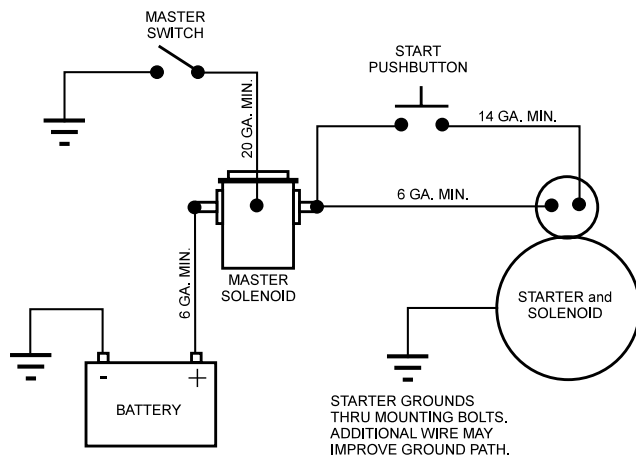 MASTER
SWITCH
START
PUSHBUTTON
20 GA. MIN.
14 GA. MIN.
6 GA. MIN.
MASTER
SOLENOID
6 GA. MIN.
STARTER and
SOLENOID
- +
BATTERY
STARTER GROUNDS
THRU MOUNTING BOLTS.
ADDITIONAL WIRE MAY
IMPROVE GROUND PATH.